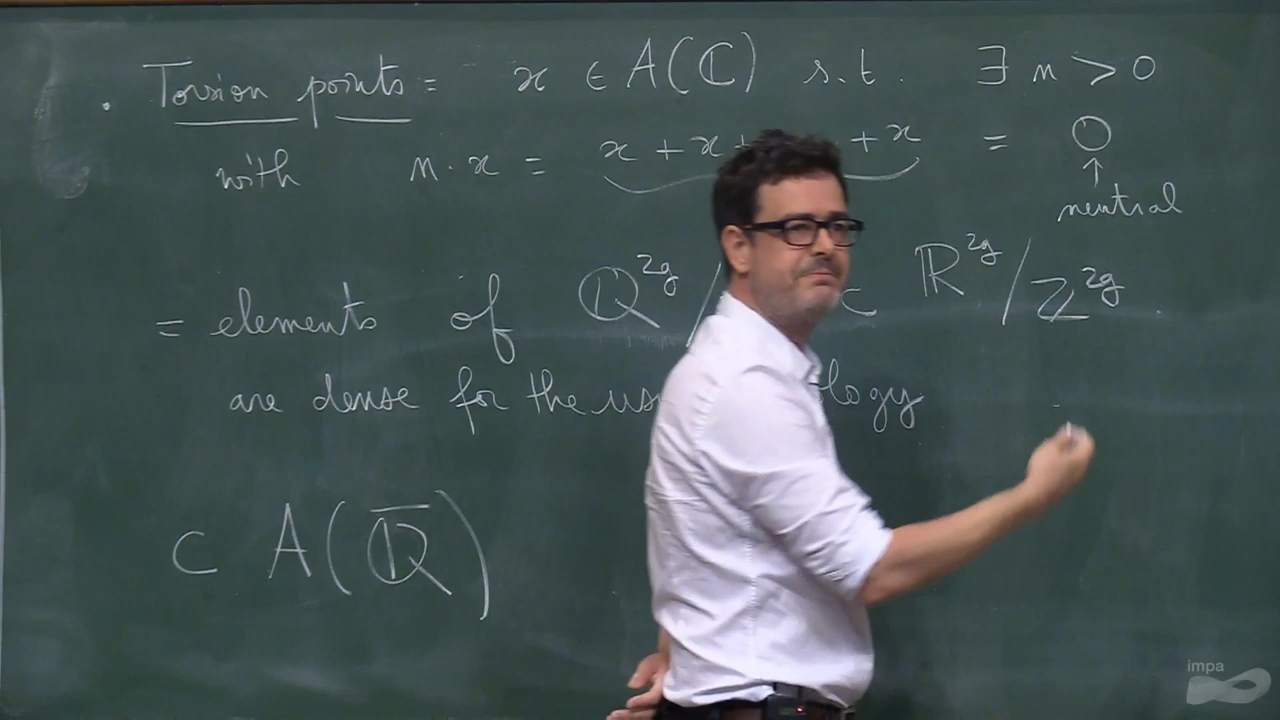 . Torsion points = x ∈ A(ℂ) s.t. ∃ n > 0
with n·x = x + x + + x = 0
↑
neutral
= elements of ℚ^2g / ⊂ ℝ^2g / ℤ^2g
are dense for the
⊂ A(ℚ̅)
impa